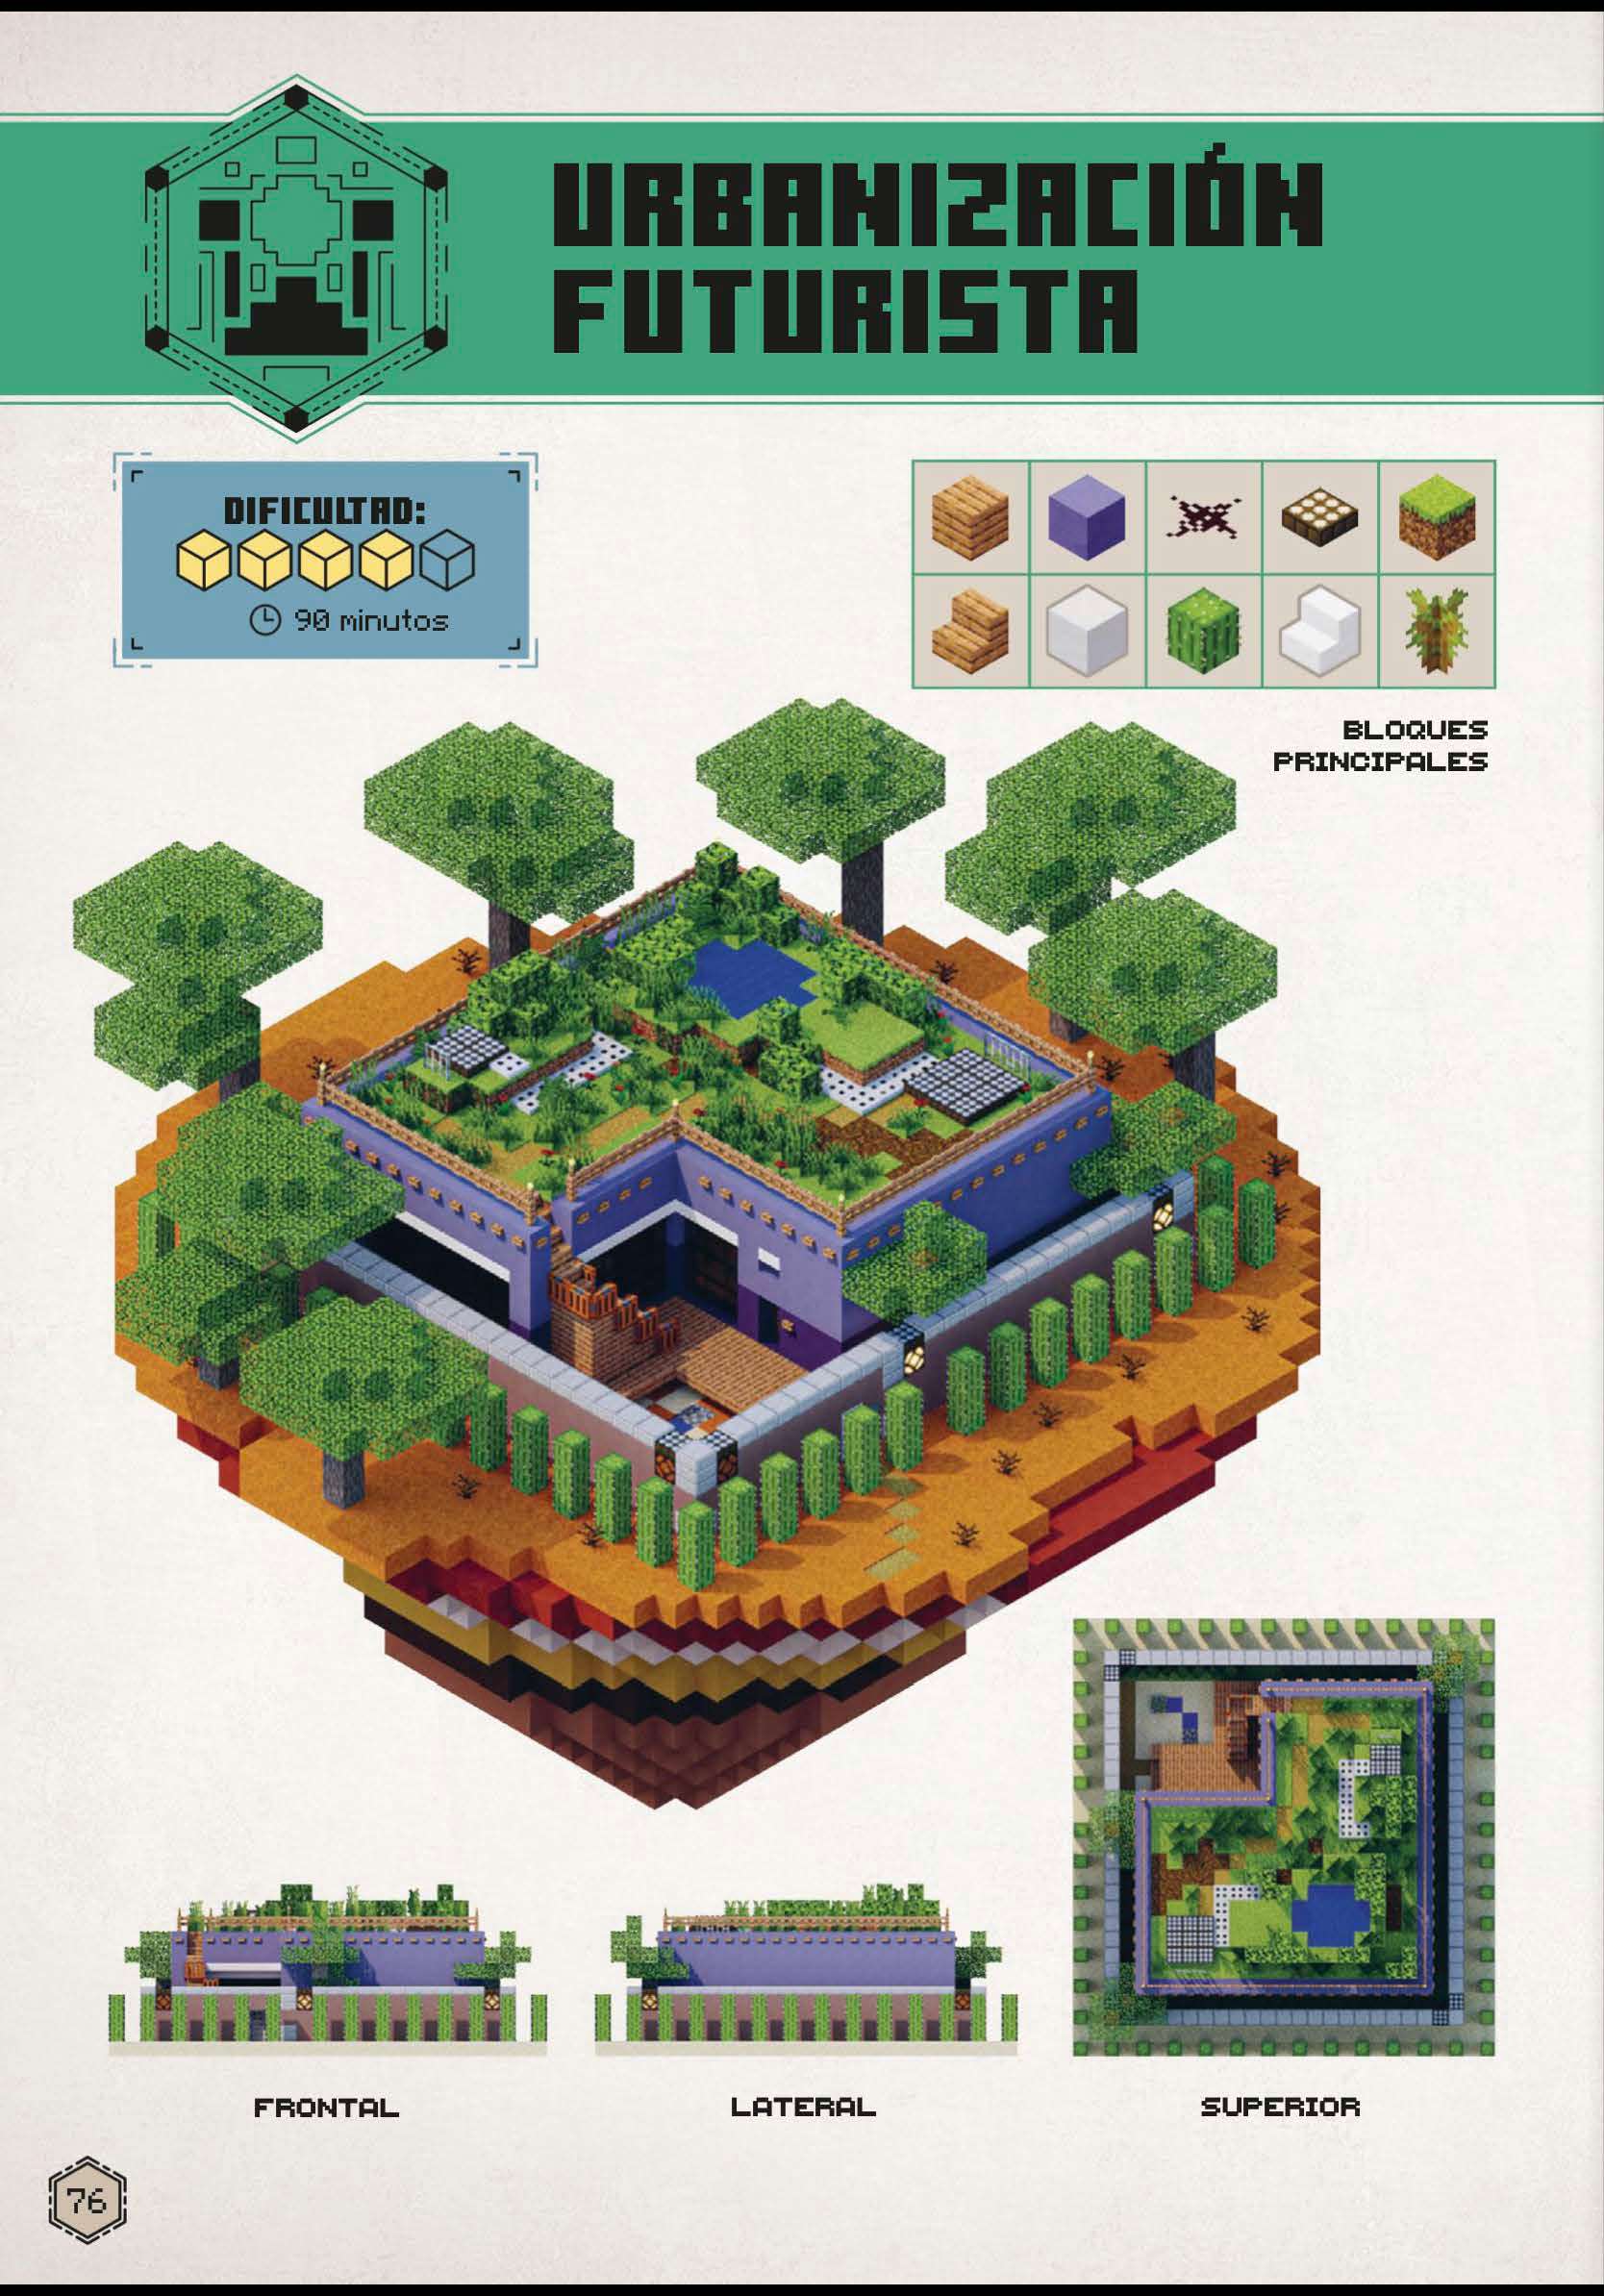 URBANIZACIÓN
FUTURISTA
DIFICULTAD:
90 minutos
BLOQUES
PRINCIPALES
FRONTAL
LATERAL
SUPERIOR
76